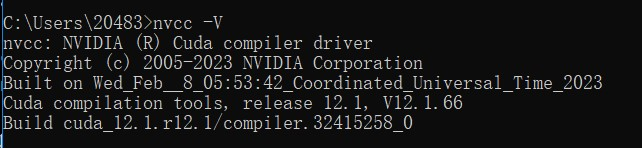 C:\Users\20483>nvcc -V
nvcc: NVIDIA (R) Cuda compiler driver
Copyright (c) 2005-2023 NVIDIA Corporation
Built on Wed_Feb__8_05:53:42_Coordinated_Universal_Time_2023
Cuda compilation tools, release 12.1, V12.1.66
Build cuda_12.1.r12.1/compiler.32415258_0